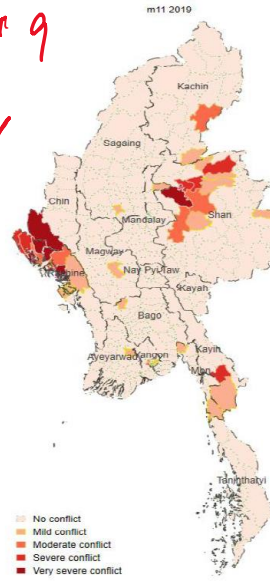 m11 2019
9
Kachin
Sagaing
Chin
Shan
Mandalay
Magway
Nay Pyi Taw
Rakhine
Kayah
Bago
Ayeyarwady
Yangon
Kayin
Mon
Tanintharyi
No conflict
Mild conflict
Moderate conflict
Severe conflict
Very severe conflict